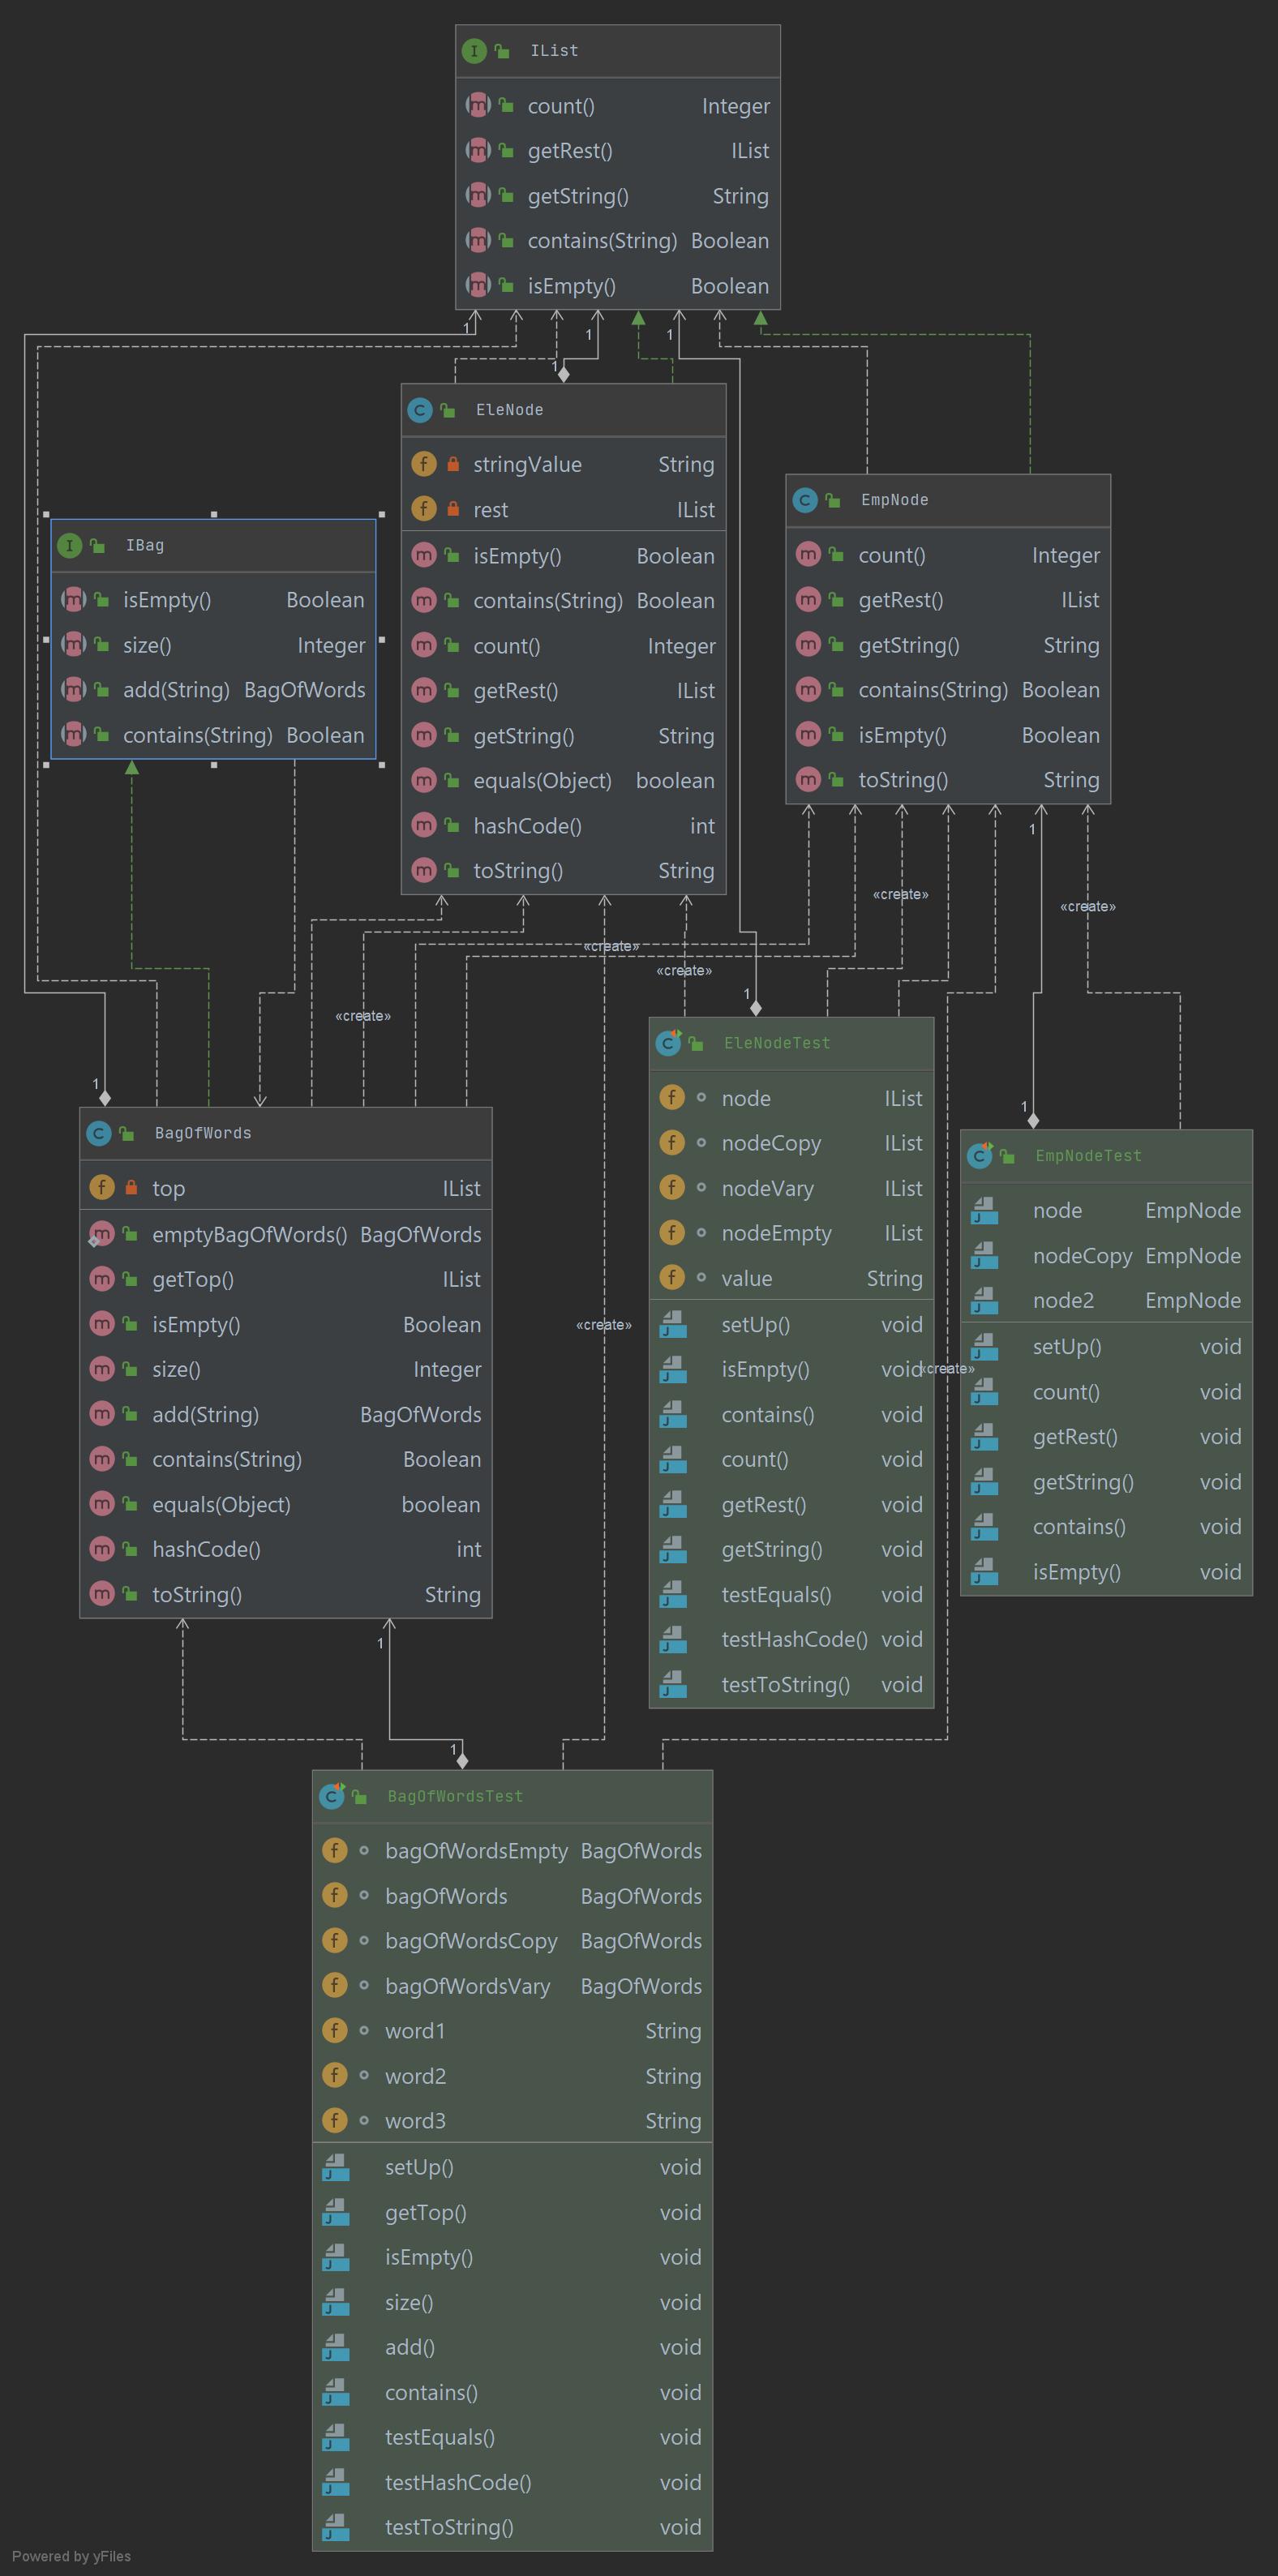 IList
count() Integer
getRest() IList
getString() String
contains(String) Boolean
isEmpty() Boolean
1
1
1
1
EleNode
stringValue String
rest IList
isEmpty() Boolean
contains(String) Boolean
count() Integer
getRest() IList
getString() String
equals(Object) boolean
hashCode() int
toString() String
EmpNode
count() Integer
getRest() IList
getString() String
contains(String) Boolean
isEmpty() Boolean
toString() String
IBag
isEmpty() Boolean
size() Integer
add(String) BagOfWords
contains(String) Boolean
1
«create»
«create»
«create»
«create»
«create»
1
1
1
BagOfWords
top IList
emptyBagOfWords() BagOfWords
getTop() IList
isEmpty() Boolean
size() Integer
add(String) BagOfWords
contains(String) Boolean
equals(Object) boolean
hashCode() int
toString() String
EleNodeTest
node IList
nodeCopy IList
nodeVary IList
nodeEmpty IList
value String
setUp() void
isEmpty() void
contains() void
count() void
getRest() void
getString() void
testEquals() void
testHashCode() void
testToString() void
EmpNodeTest
node EmpNode
nodeCopy EmpNode
node2 EmpNode
setUp() void
count() void
getRest() void
getString() void
contains() void
isEmpty() void
«create»
«create»
1
1
BagOfWordsTest
bagOfWordsEmpty BagOfWords
bagOfWords BagOfWords
bagOfWordsCopy BagOfWords
bagOfWordsVary BagOfWords
word1 String
word2 String
word3 String
setUp() void
getTop() void
isEmpty() void
size() void
add() void
contains() void
testEquals() void
testHashCode() void
testToString() void
Powered by yFiles